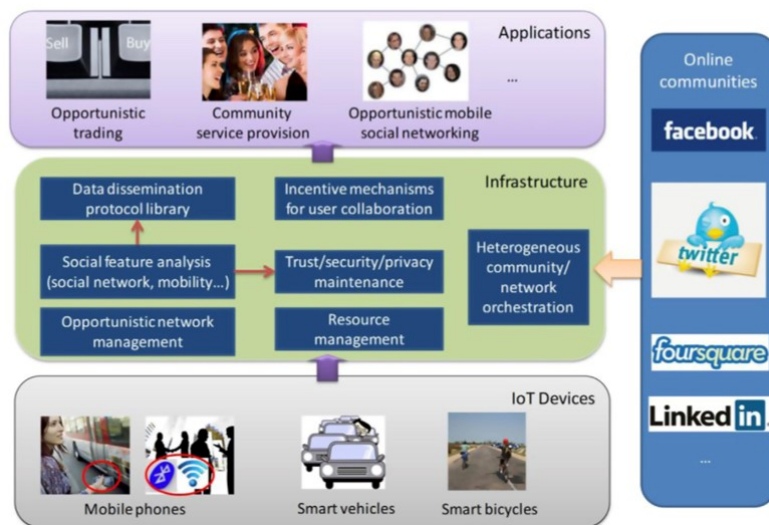 Sell
Buy
Applications
Opportunistic
trading
Community
service provision
Opportunistic mobile
social networking
...
Infrastructure
Data dissemination
protocol library
Incentive mechanisms
for user collaboration
Social feature analysis
(social network, mobility...)
Trust/security/privacy
maintenance
Heterogeneous
community/
network
orchestration
Opportunistic network
management
Resource
management
IoT Devices
Mobile phones
Smart vehicles
Smart bicycles
Online
communities
facebook
twitter
foursquare
Linked in
...